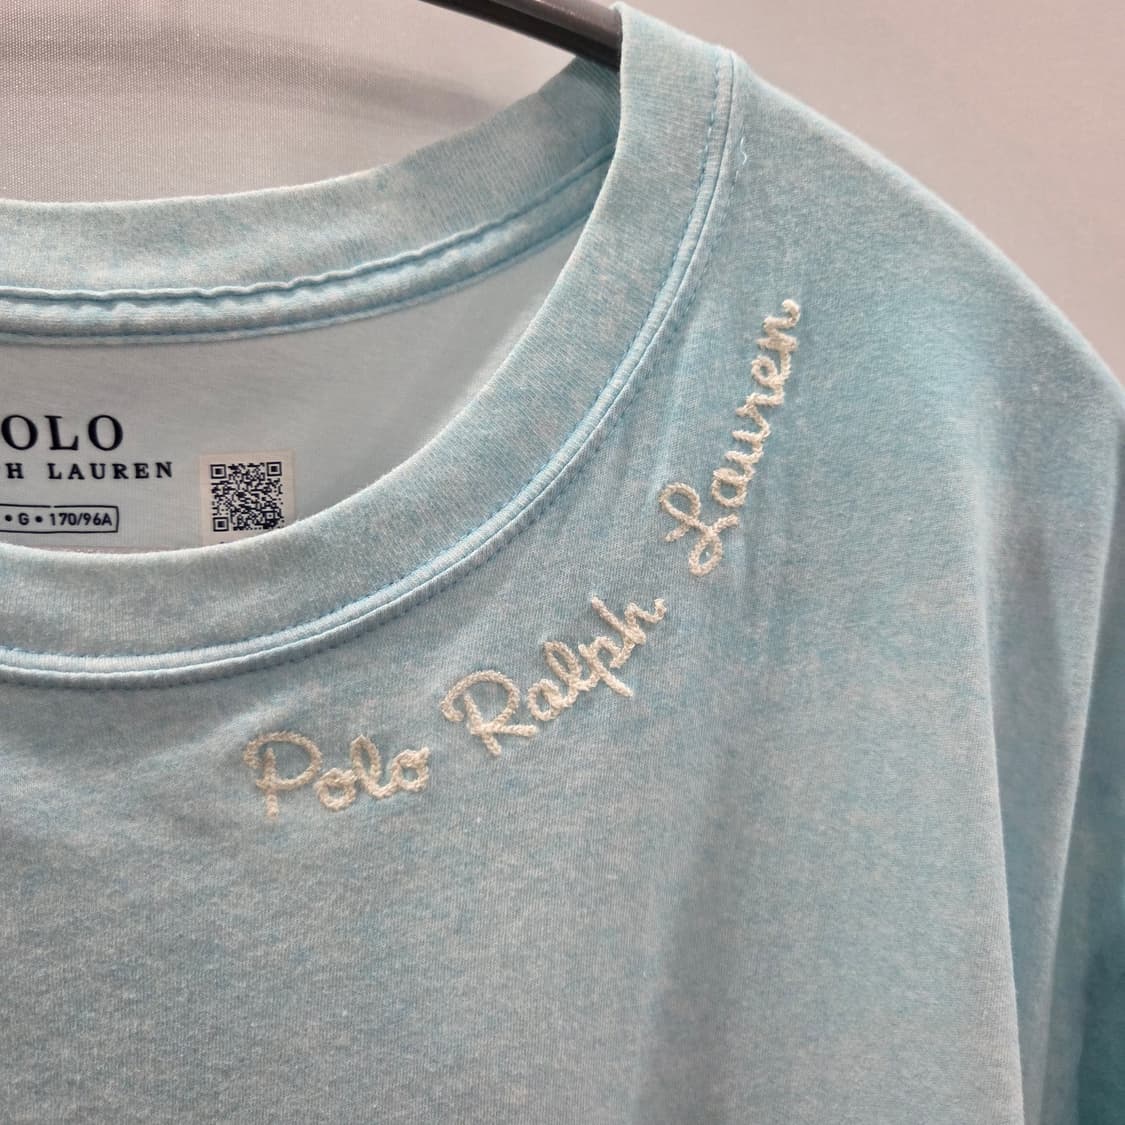 OLO
H LAUREN
• G • 170/96A
Polo Ralph Lauren